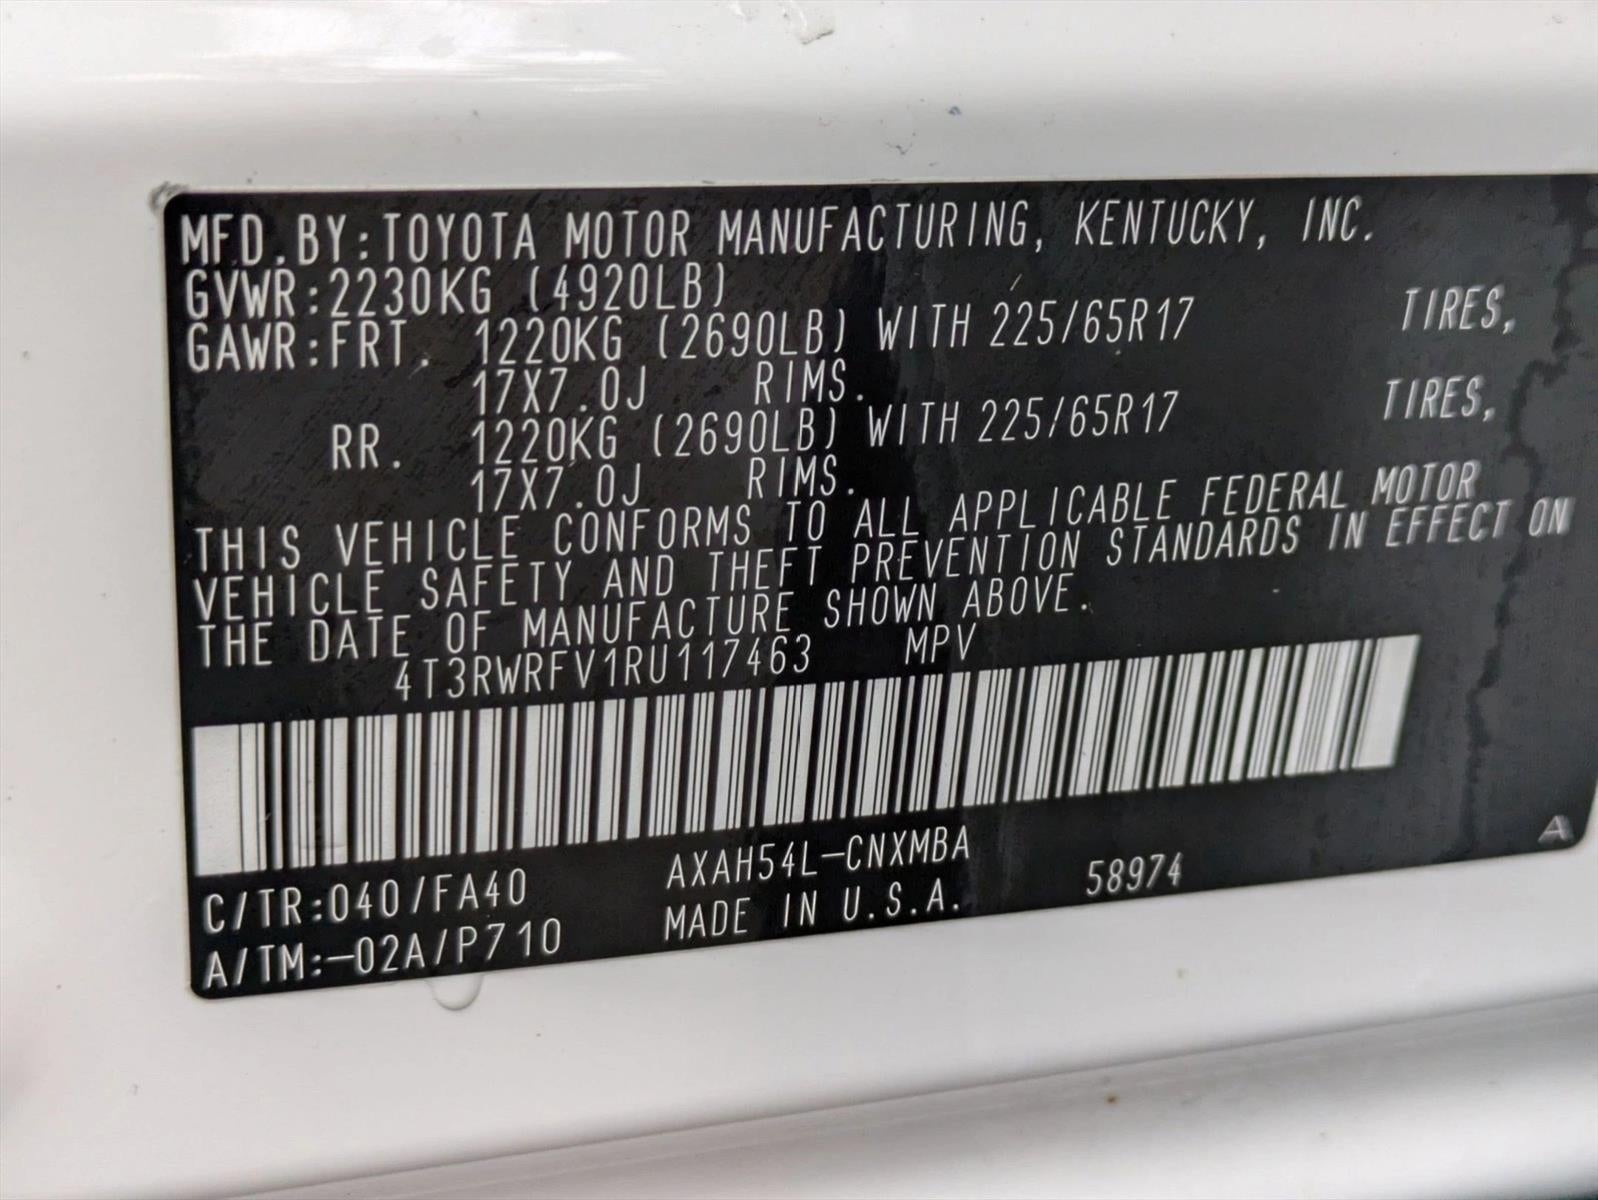 MFD.BY:TOYOTA MOTOR MANUFACTURING, KENTUCKY, INC.
GVWR:2230KG (4920LB)
GAWR:FRT. 1220KG (2690LB) WITH 225/65R17 TIRES,
17X7.0J RIMS.
RR. 1220KG (2690LB) WITH 225/65R17 TIRES,
17X7.0J RIMS.
THIS VEHICLE CONFORMS TO ALL APPLICABLE FEDERAL MOTOR
VEHICLE SAFETY AND THEFT PREVENTION STANDARDS IN EFFECT ON
THE DATE OF MANUFACTURE SHOWN ABOVE.
4T3RWRFV1RU117463 MPV
C/TR:040/FA40 AXAH54L-CNXMBA
A/TM:-02A/P710 MADE IN U.S.A. 58974
A